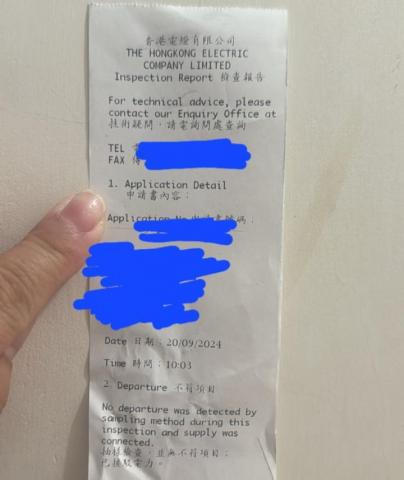 香港電燈有限公司
THE HONGKONG ELECTRIC
COMPANY LIMITED
Inspection Report 檢查報告
For technical advice, please
contact our Enquiry Office at
技術疑問，請電詢問處查詢
TEL
FAX
1. Application Detail
申請書內容：
Application No
Date 日期：20/09/2024
Time 時間：10:03
2. Departure 不符項目
No departure was detected by
sampling method during this
inspection and supply was
connected.
抽樣檢查，並無不符項目；
已接駁電力。